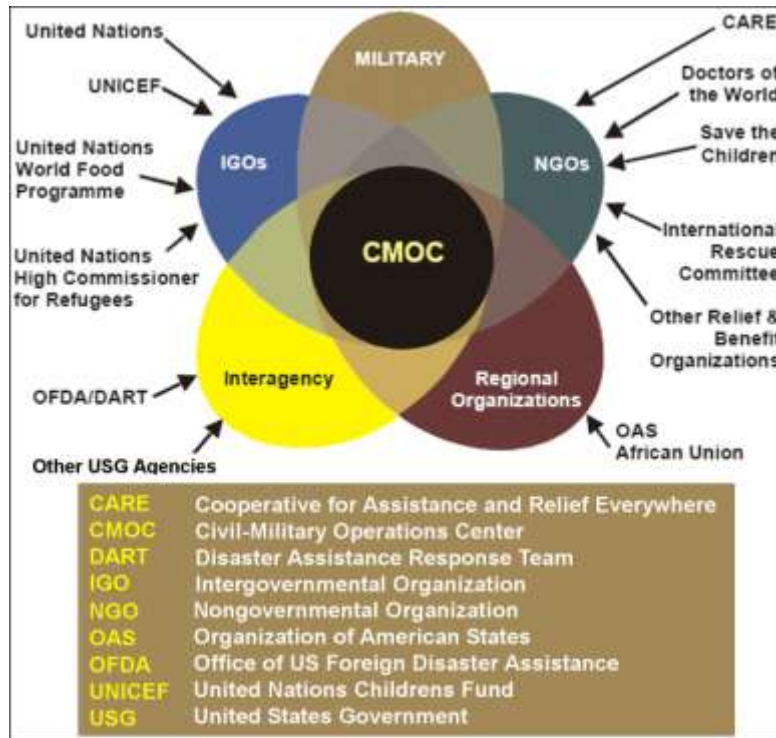 United Nations
UNICEF
United Nations
World Food
Programme
United Nations
High Commissioner
for Refugees
OFDA/DART
Other USG Agencies
MILITARY
IGOs
NGOs
CMOC
Interagency
Regional
Organizations
CARE
Doctors of
the World
Save the
Children
International
Rescue
Committee
Other Relief &
Benefit
Organizations
OAS
African Union
CARE Cooperative for Assistance and Relief Everywhere
CMOC Civil-Military Operations Center
DART Disaster Assistance Response Team
IGO Intergovernmental Organization
NGO Nongovernmental Organization
OAS Organization of American States
OFDA Office of US Foreign Disaster Assistance
UNICEF United Nations Childrens Fund
USG United States Government